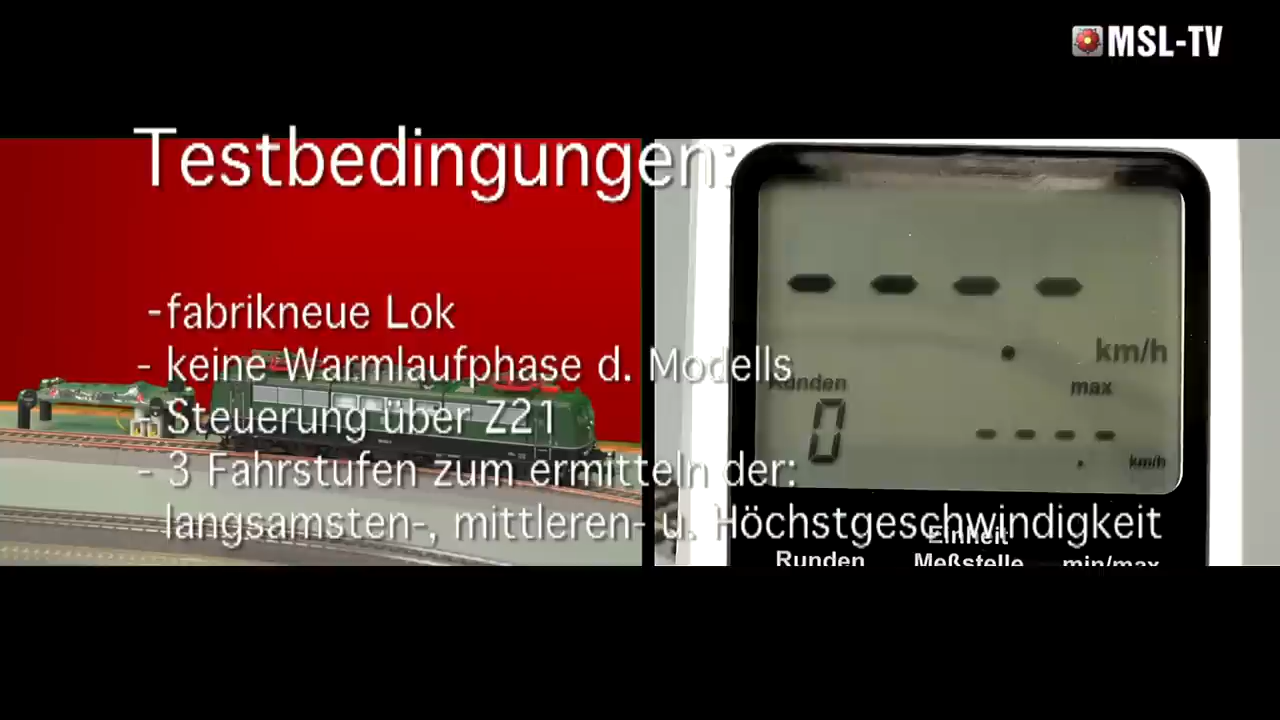 MSL-TV
Testbedingungen:
-fabrikneue Lok
- keine Warmlaufphase d. Modells
- Steuerung über Z21
- 3 Fahrstufen zum ermitteln der:
langsamsten-, mittleren- u. Höchstgeschwindigkeit
- - - -
km/h
Runden
max
0
- - - -
km/h
Einheit
Runden Meßstelle min/max